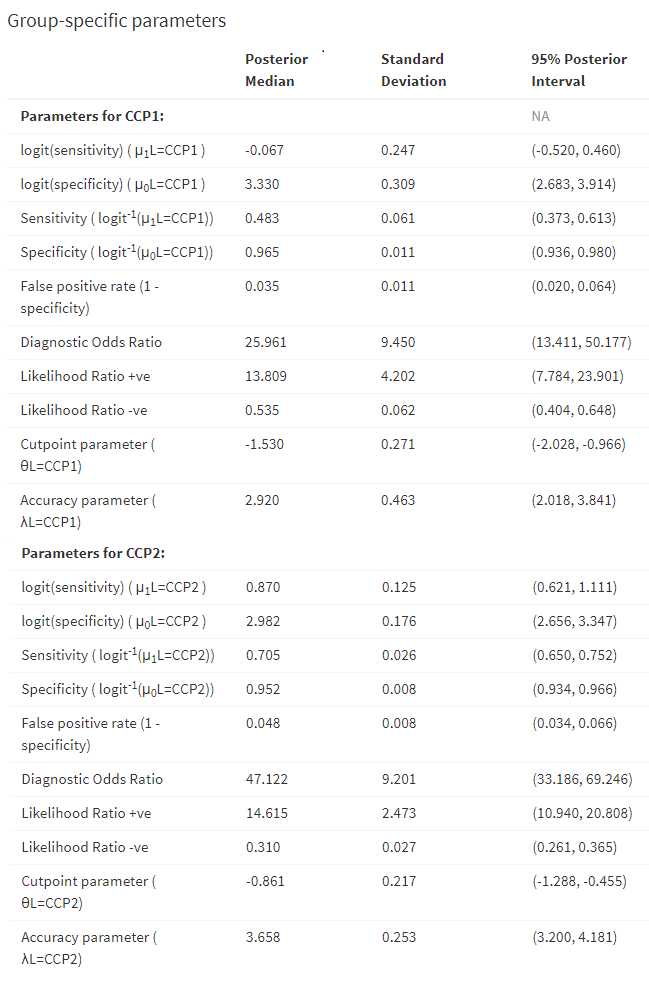 Group-specific parameters
Posterior Median Standard Deviation 95% Posterior Interval
Parameters for CCP1: NA
logit(sensitivity) ( μ₁L=CCP1 ) -0.067 0.247 (-0.520, 0.460)
logit(specificity) ( μ₀L=CCP1 ) 3.330 0.309 (2.683, 3.914)
Sensitivity ( logit⁻¹(μ₁L=CCP1)) 0.483 0.061 (0.373, 0.613)
Specificity ( logit⁻¹(μ₀L=CCP1)) 0.965 0.011 (0.936, 0.980)
False positive rate (1 - specificity) 0.035 0.011 (0.020, 0.064)
Diagnostic Odds Ratio 25.961 9.450 (13.411, 50.177)
Likelihood Ratio +ve 13.809 4.202 (7.784, 23.901)
Likelihood Ratio -ve 0.535 0.062 (0.404, 0.648)
Cutpoint parameter ( θL=CCP1) -1.530 0.271 (-2.028, -0.966)
Accuracy parameter ( λL=CCP1) 2.920 0.463 (2.018, 3.841)
Parameters for CCP2:
logit(sensitivity) ( μ₁L=CCP2 ) 0.870 0.125 (0.621, 1.111)
logit(specificity) ( μ₀L=CCP2 ) 2.982 0.176 (2.656, 3.347)
Sensitivity ( logit⁻¹(μ₁L=CCP2)) 0.705 0.026 (0.650, 0.752)
Specificity ( logit⁻¹(μ₀L=CCP2)) 0.952 0.008 (0.934, 0.966)
False positive rate (1 - specificity) 0.048 0.008 (0.034, 0.066)
Diagnostic Odds Ratio 47.122 9.201 (33.186, 69.246)
Likelihood Ratio +ve 14.615 2.473 (10.940, 20.808)
Likelihood Ratio -ve 0.310 0.027 (0.261, 0.365)
Cutpoint parameter ( θL=CCP2) -0.861 0.217 (-1.288, -0.455)
Accuracy parameter ( λL=CCP2) 3.658 0.253 (3.200, 4.181)